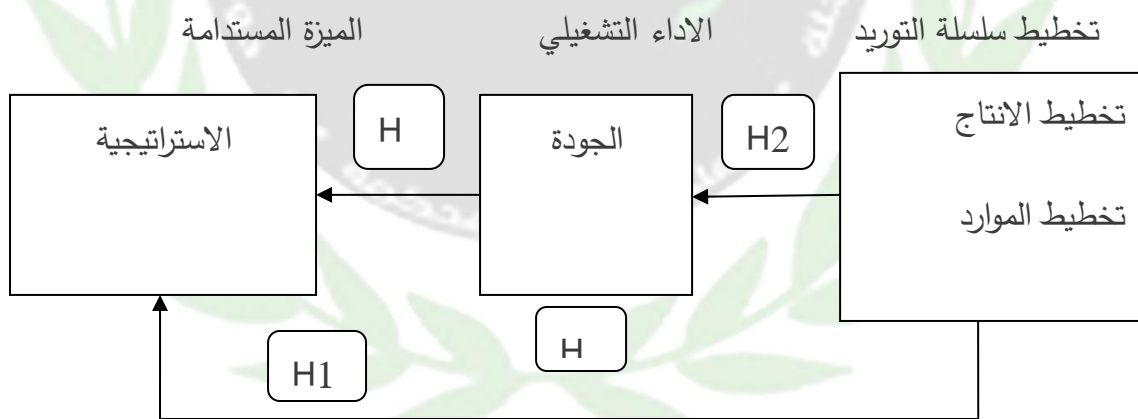 تخطيط سلسلة التوريد
الاداء التشغيلي
الميزة المستدامة
تخطيط الانتاج
تخطيط الموارد
H2
الجودة
H
الاستراتيجية
H
H1